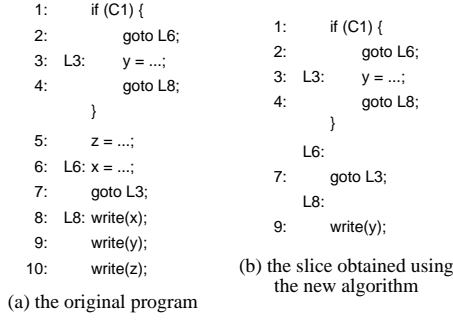 1: if (C1) {
2: goto L6;
3: L3: y = ...;
4: goto L8;
}
5: z = ...;
6: L6: x = ...;
7: goto L3;
8: L8: write(x);
9: write(y);
10: write(z);
(a) the original program
1: if (C1) {
2: goto L6;
3: L3: y = ...;
4: goto L8;
}
L6:
7: goto L3;
L8:
9: write(y);
(b) the slice obtained using
the new algorithm